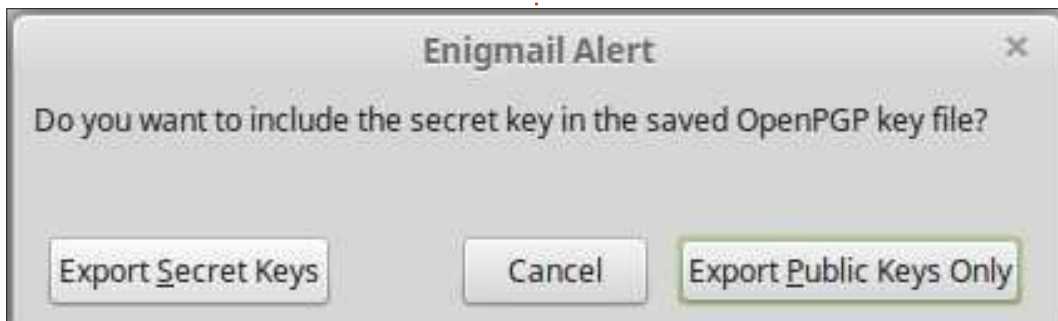 Enigmail Alert
Do you want to include the secret key in the saved OpenPGP key file?
Export Secret Keys
Cancel
Export Public Keys Only